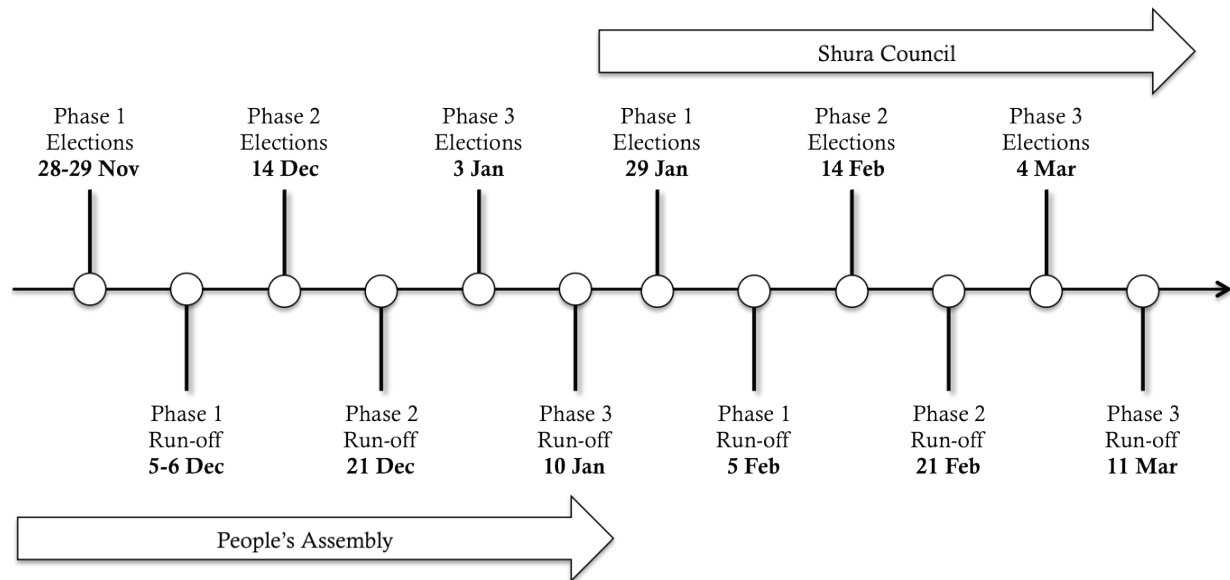 Shura Council
Phase 1
Elections
28-29 Nov
Phase 2
Elections
14 Dec
Phase 3
Elections
3 Jan
Phase 1
Elections
29 Jan
Phase 2
Elections
14 Feb
Phase 3
Elections
4 Mar
Phase 1
Run-off
5-6 Dec
Phase 2
Run-off
21 Dec
Phase 3
Run-off
10 Jan
Phase 1
Run-off
5 Feb
Phase 2
Run-off
21 Feb
Phase 3
Run-off
11 Mar
People's Assembly